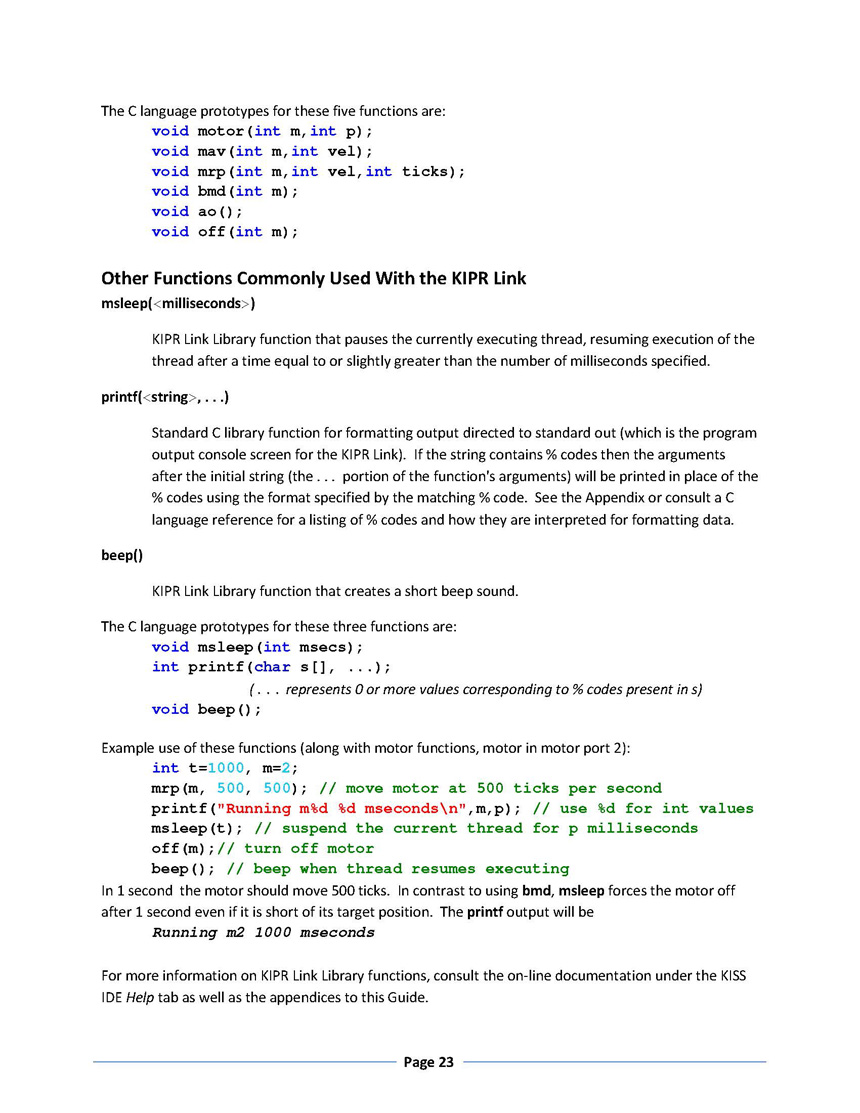 The C language prototypes for these five functions are:
void motor(int m,int p);
void mav(int m,int vel);
void mrp(int m,int vel,int ticks);
void bmd(int m);
void ao();
void off(int m);
Other Functions Commonly Used With the KIPR Link
msleep(<milliseconds>)
KIPR Link Library function that pauses the currently executing thread, resuming execution of the
thread after a time equal to or slightly greater than the number of milliseconds specified.
printf(<string>, . . .)
Standard C library function for formatting output directed to standard out (which is the program
output console screen for the KIPR Link).  If the string contains % codes then the arguments
after the initial string (the . . .  portion of the function's arguments) will be printed in place of the
% codes using the format specified by the matching % code.  See the Appendix or consult a C
language reference for a listing of % codes and how they are interpreted for formatting data.
beep()
KIPR Link Library function that creates a short beep sound.
The C language prototypes for these three functions are:
void msleep(int msecs);
int printf(char s[], ...);
(. . . represents 0 or more values corresponding to % codes present in s)
void beep();
Example use of these functions (along with motor functions, motor in motor port 2):
int t=1000, m=2;
mrp(m, 500, 500); // move motor at 500 ticks per second
printf("Running m%d %d mseconds\n",m,p); // use %d for int values
msleep(t); // suspend the current thread for p milliseconds
off(m);// turn off motor
beep(); // beep when thread resumes executing
In 1 second  the motor should move 500 ticks.  In contrast to using bmd, msleep forces the motor off
after 1 second even if it is short of its target position.  The printf output will be
Running m2 1000 mseconds
For more information on KIPR Link Library functions, consult the on-line documentation under the KISS
IDE Help tab as well as the appendices to this Guide.
Page 23